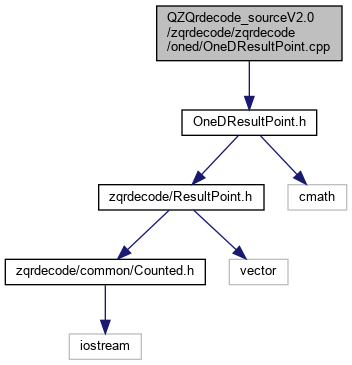 QZQrdecode_sourceV2.0
/zqrdecode/zqrdecode
/oned/OneDResultPoint.cpp
OneDResultPoint.h
zqrdecode/ResultPoint.h
cmath
zqrdecode/common/Counted.h
vector
iostream